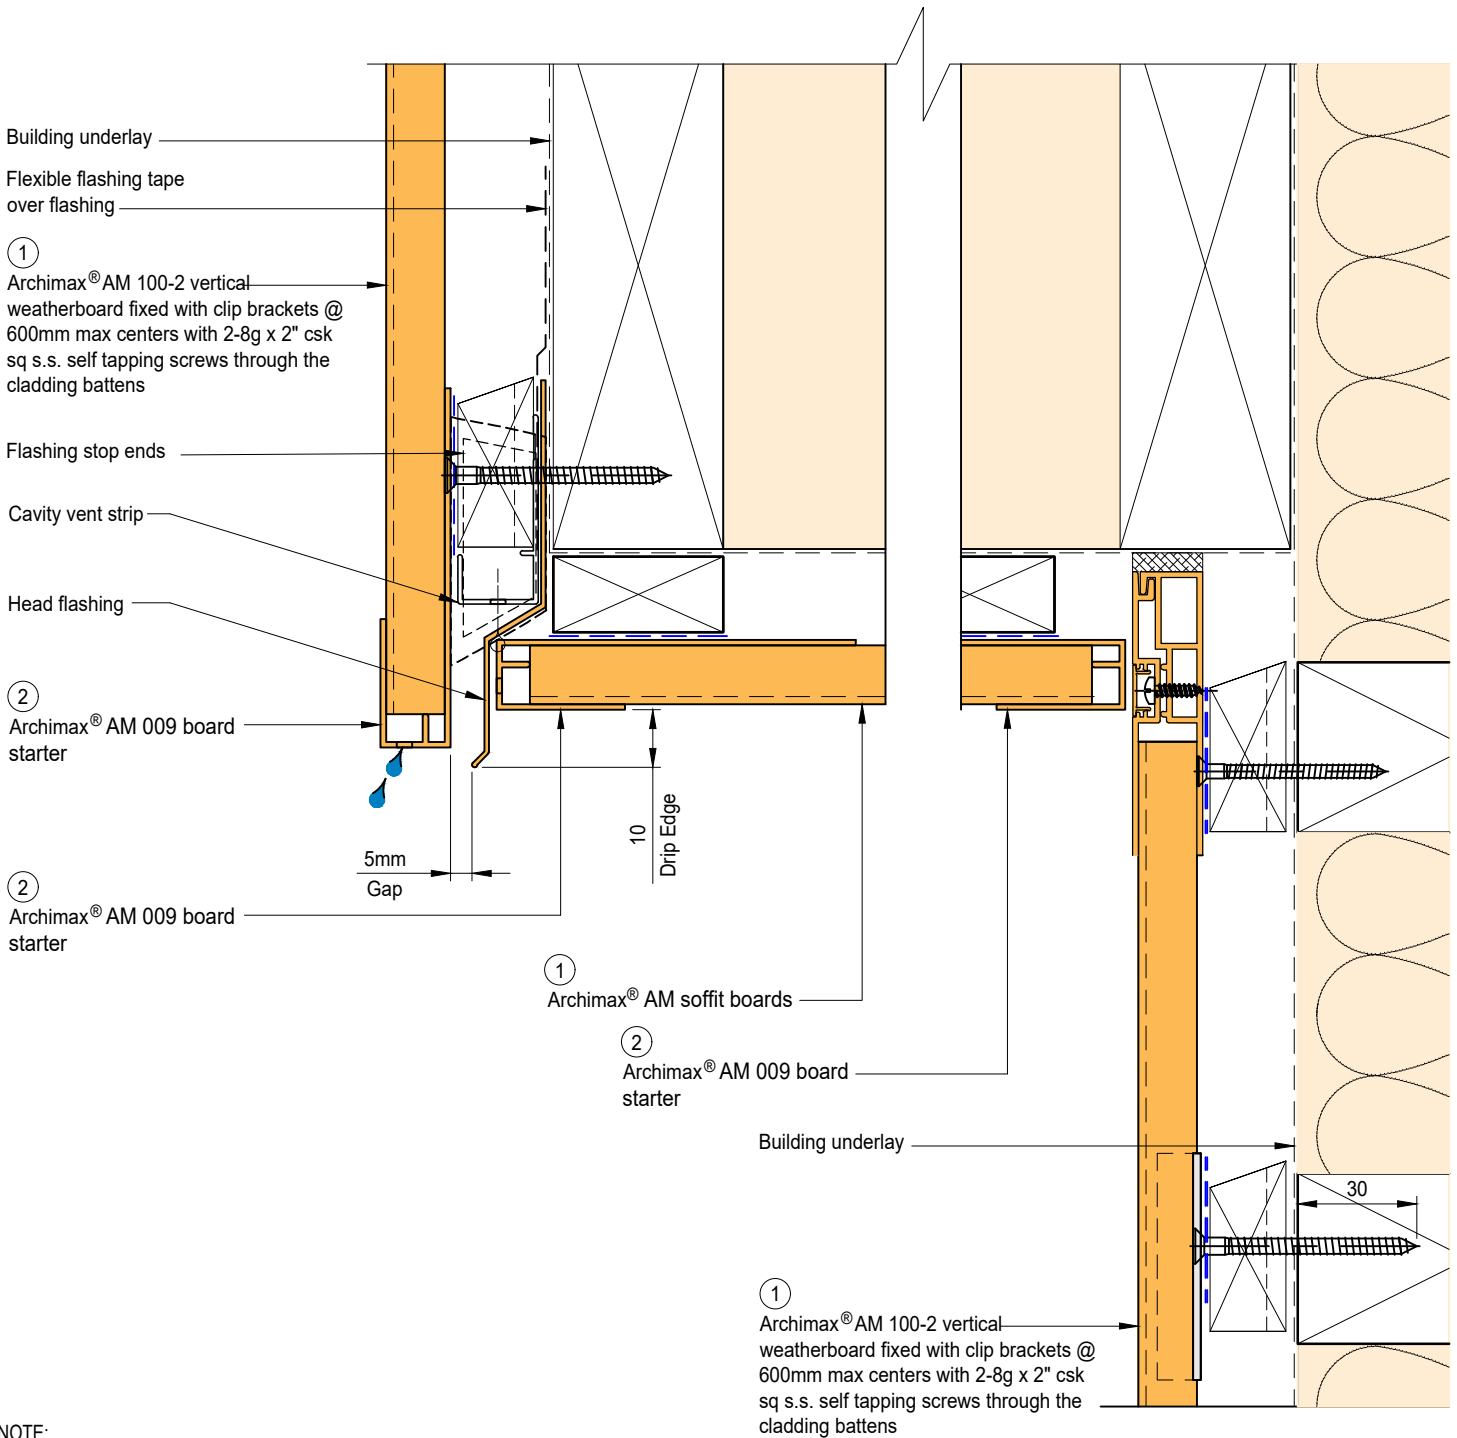 Building underlay
Flexible flashing tape
over flashing
1
Archimax® AM 100-2 vertical
weatherboard fixed with clip brackets @
600mm max centers with 2-8g x 2" csk
sq s.s. self tapping screws through the
cladding battens
Flashing stop ends
Cavity vent strip
Head flashing
2
Archimax® AM 009 board
starter
5mm
Gap
10
Drip Edge
2
Archimax® AM 009 board
starter
1
Archimax® AM soffit boards
2
Archimax® AM 009 board
starter
Building underlay
30
1
Archimax® AM 100-2 vertical
weatherboard fixed with clip brackets @
600mm max centers with 2-8g x 2" csk
sq s.s. self tapping screws through the
cladding battens
NOTE: